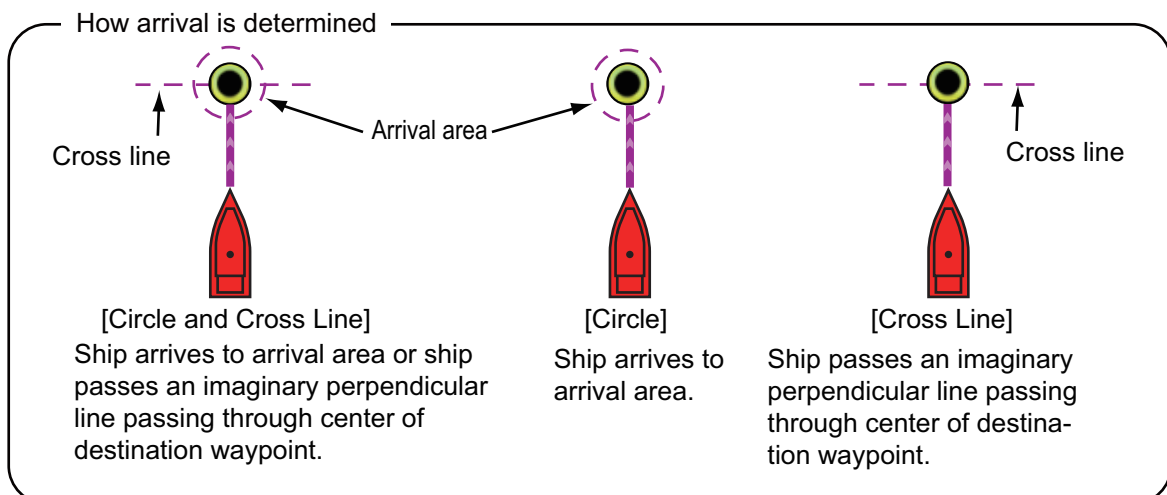 How arrival is determined
Cross line
Arrival area
Cross line
[Circle and Cross Line]
Ship arrives to arrival area or ship
passes an imaginary perpendicular
line passing through center of
destination waypoint.
[Circle]
Ship arrives to
arrival area.
[Cross Line]
Ship passes an imaginary
perpendicular line passing
through center of destina-
tion waypoint.